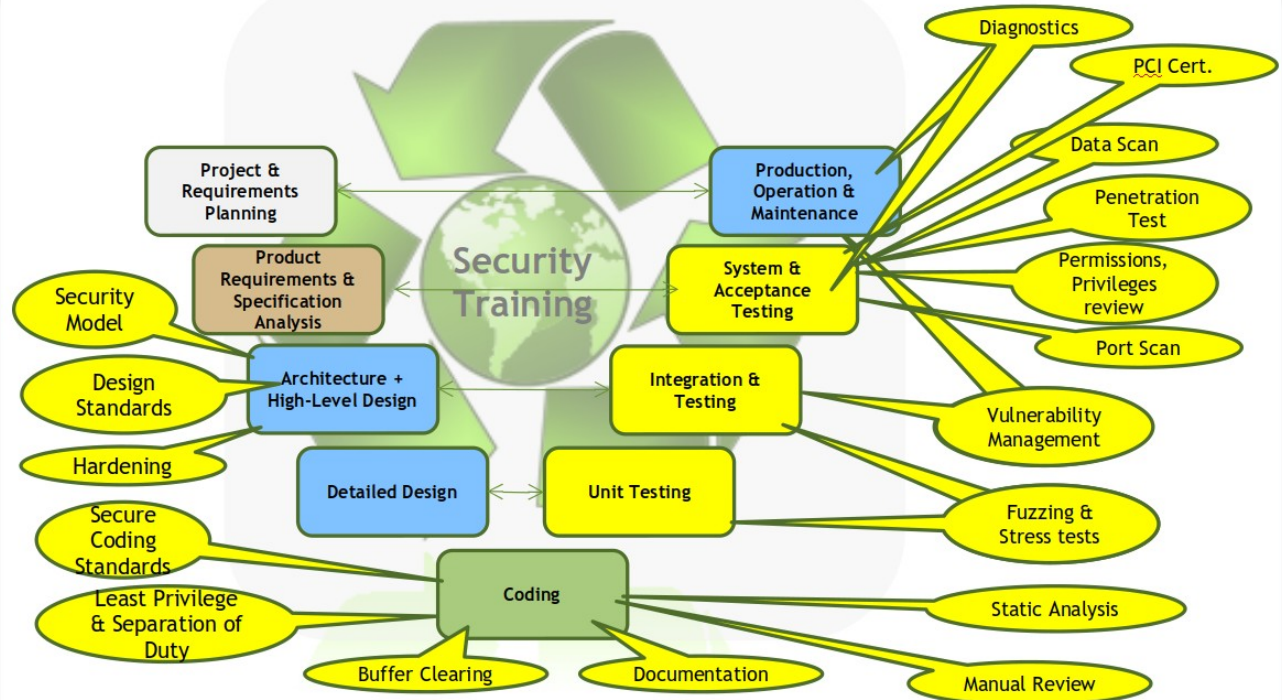 Diagnostics
PCI Cert.
Project &
Requirements
Planning
Production,
Operation &
Maintenance
Data Scan
Penetration
Test
Security
Training
Product
Requirements &
Specification
Analysis
System &
Acceptance
Testing
Permissions,
Privileges
review
Security
Model
Port Scan
Design
Standards
Architecture +
High-Level Design
Integration &
Testing
Vulnerability
Management
Hardening
Detailed Design
Unit Testing
Fuzzing &
Stress tests
Secure
Coding
Standards
Coding
Least Privilege
& Separation of
Duty
Static Analysis
Buffer Clearing
Documentation
Manual Review